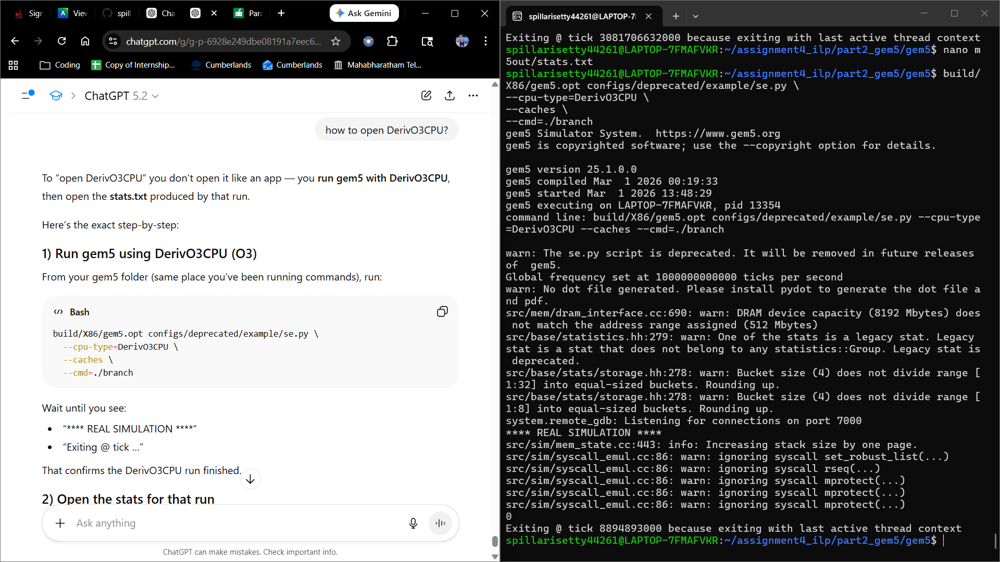 Sign
View
spill
Cha
Para
Ask Gemini
chatgpt.com/g/g-p-6928e249dbe08191a7eec6...
Coding
Copy of Internship...
Cumberlands
Cumberlands
Mahabharatham Tel...
ChatGPT 5.2
how to open DerivO3CPU?
To “open DerivO3CPU” you don’t open it like an app — you run gem5 with DerivO3CPU,
then open the stats.txt produced by that run.
Here’s the exact step-by-step:
1) Run gem5 using DerivO3CPU (O3)
From your gem5 folder (same place you’ve been running commands), run:
Bash
build/X86/gem5.opt configs/deprecated/example/se.py \
--cpu-type=DerivO3CPU \
--caches \
--cmd=./branch
Wait until you see:
• “**** REAL SIMULATION ****”
• “Exiting @ tick …”
That confirms the DerivO3CPU run finished.
2) Open the stats for that run
Ask anything
ChatGPT can make mistakes. Check important info.
spillarisetty44261@LAPTOP-7
Exiting @ tick 3081706632000 because exiting with last active thread context
spillarisetty44261@LAPTOP-7FMAFVKR:~/assignment4_ilp/part2_gem5/gem5$ nano m
5out/stats.txt
spillarisetty44261@LAPTOP-7FMAFVKR:~/assignment4_ilp/part2_gem5/gem5$ build/
X86/gem5.opt configs/deprecated/example/se.py \
--cpu-type=DerivO3CPU \
--caches \
--cmd=./branch
gem5 Simulator System.  https://www.gem5.org
gem5 is copyrighted software; use the --copyright option for details.
gem5 version 25.1.0.0
gem5 compiled Mar  1 2026 00:19:33
gem5 started Mar  1 2026 13:48:29
gem5 executing on LAPTOP-7FMAFVKR, pid 13354
command line: build/X86/gem5.opt configs/deprecated/example/se.py --cpu-type
=DerivO3CPU --caches --cmd=./branch
warn: The se.py script is deprecated. It will be removed in future releases
of  gem5.
Global frequency set at 1000000000000 ticks per second
warn: No dot file generated. Please install pydot to generate the dot file a
nd pdf.
src/mem/dram_interface.cc:690: warn: DRAM device capacity (8192 Mbytes) does
not match the address range assigned (512 Mbytes)
src/base/statistics.hh:279: warn: One of the stats is a legacy stat. Legacy
stat is a stat that does not belong to any statistics::Group. Legacy stat is
deprecated.
src/base/stats/storage.hh:278: warn: Bucket size (4) does not divide range [
1:32] into equal-sized buckets. Rounding up.
src/base/stats/storage.hh:278: warn: Bucket size (4) does not divide range [
1:8] into equal-sized buckets. Rounding up.
system.remote_gdb: Listening for connections on port 7000
**** REAL SIMULATION ****
src/sim/mem_state.cc:443: info: Increasing stack size by one page.
src/sim/syscall_emul.cc:86: warn: ignoring syscall set_robust_list(...)
src/sim/syscall_emul.cc:86: warn: ignoring syscall rseq(...)
src/sim/syscall_emul.cc:86: warn: ignoring syscall mprotect(...)
src/sim/syscall_emul.cc:86: warn: ignoring syscall mprotect(...)
src/sim/syscall_emul.cc:86: warn: ignoring syscall mprotect(...)
0
Exiting @ tick 8894893000 because exiting with last active thread context
spillarisetty44261@LAPTOP-7FMAFVKR:~/assignment4_ilp/part2_gem5/gem5$